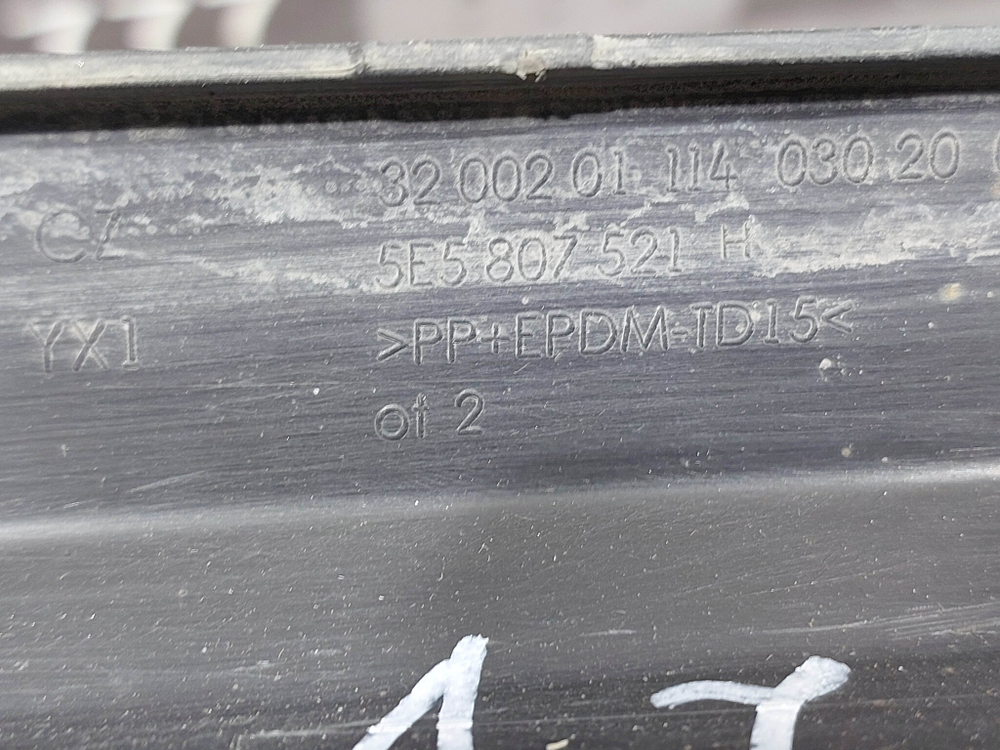 32 002 01 114 030 20
CZ 5E5 807 521 H
YX1 >PP+EPDM-TD15<
of 2